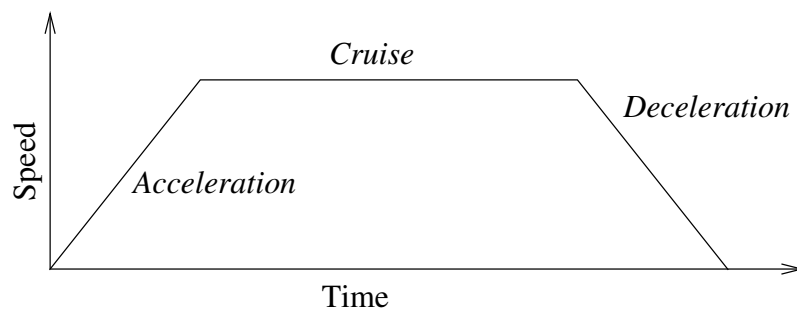 Cruise
Deceleration
Acceleration
Speed
Time